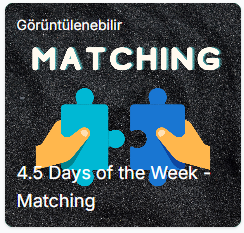 Görüntülenebilir
MATCHING
4.5 Days of the Week -
Matching